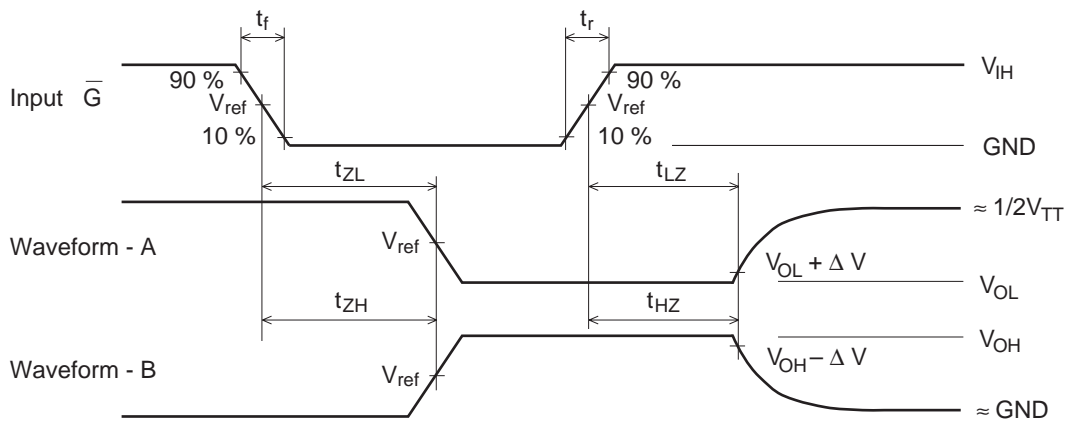 tf
tr
90 %
90 %
VIH
Input G̅
Vref
Vref
10 %
10 %
GND
tZL
tLZ
≈ 1/2VTT
Waveform - A
Vref
VOL + Δ V
VOL
tZH
tHZ
VOH
VOH − Δ V
Waveform - B
Vref
≈ GND